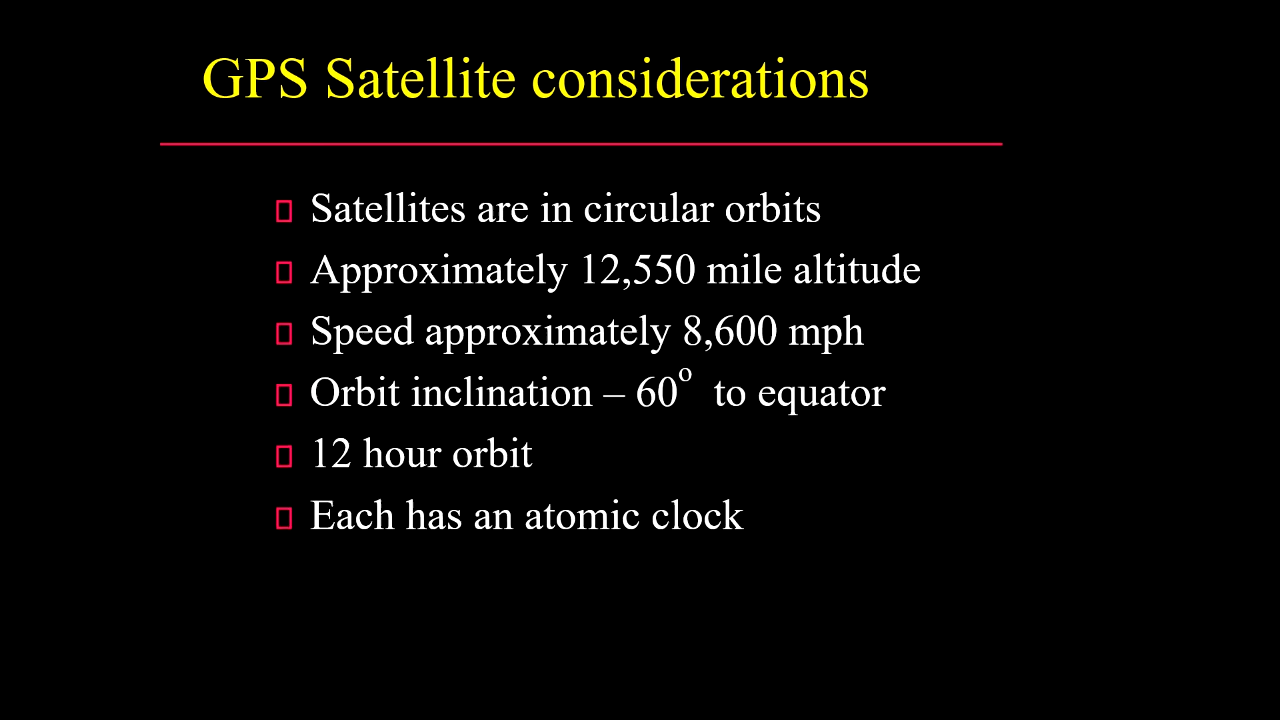 GPS Satellite considerations
Satellites are in circular orbits
Approximately 12,550 mile altitude
Speed approximately 8,600 mph
Orbit inclination – 60º to equator
12 hour orbit
Each has an atomic clock